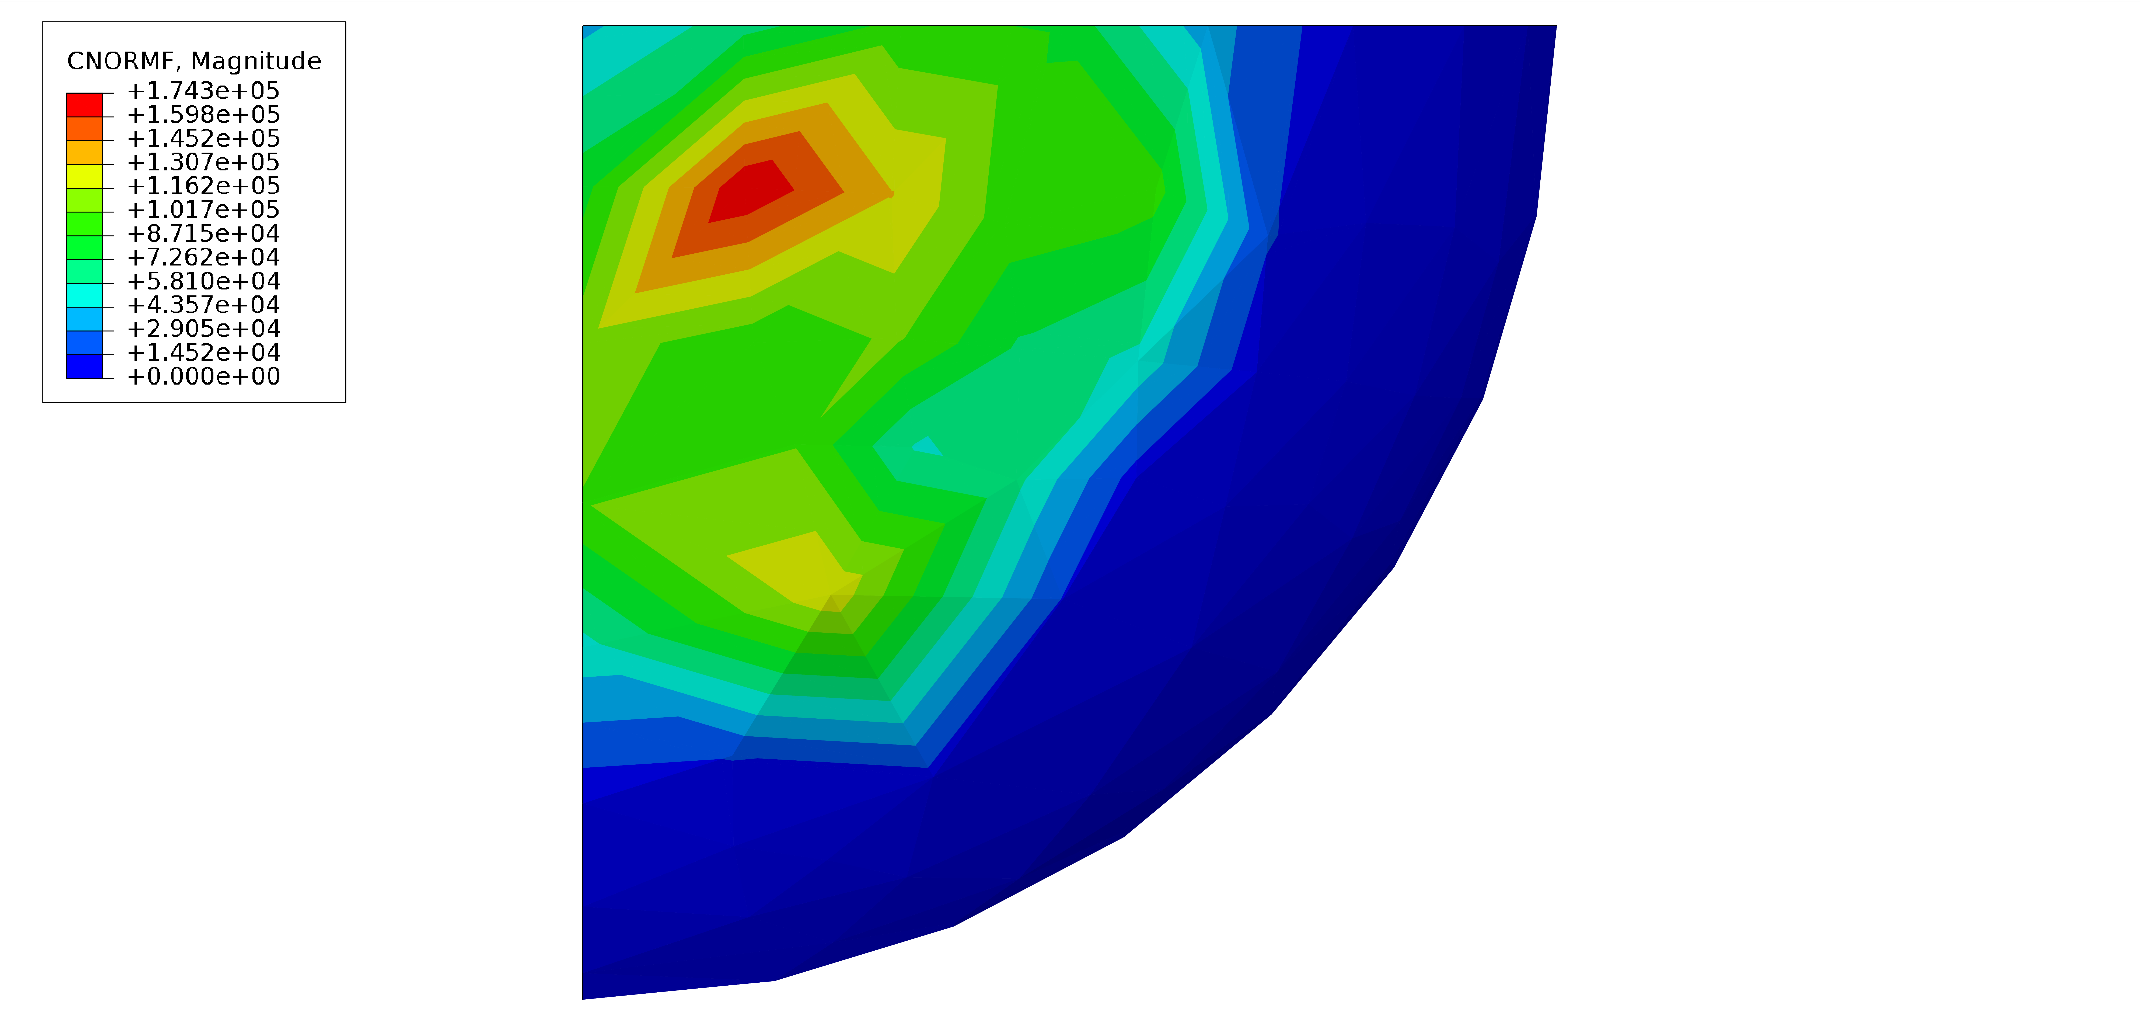 CNORMF, Magnitude
+1.743e+05
+1.598e+05
+1.452e+05
+1.307e+05
+1.162e+05
+1.017e+05
+8.715e+04
+7.262e+04
+5.810e+04
+4.357e+04
+2.905e+04
+1.452e+04
+0.000e+00